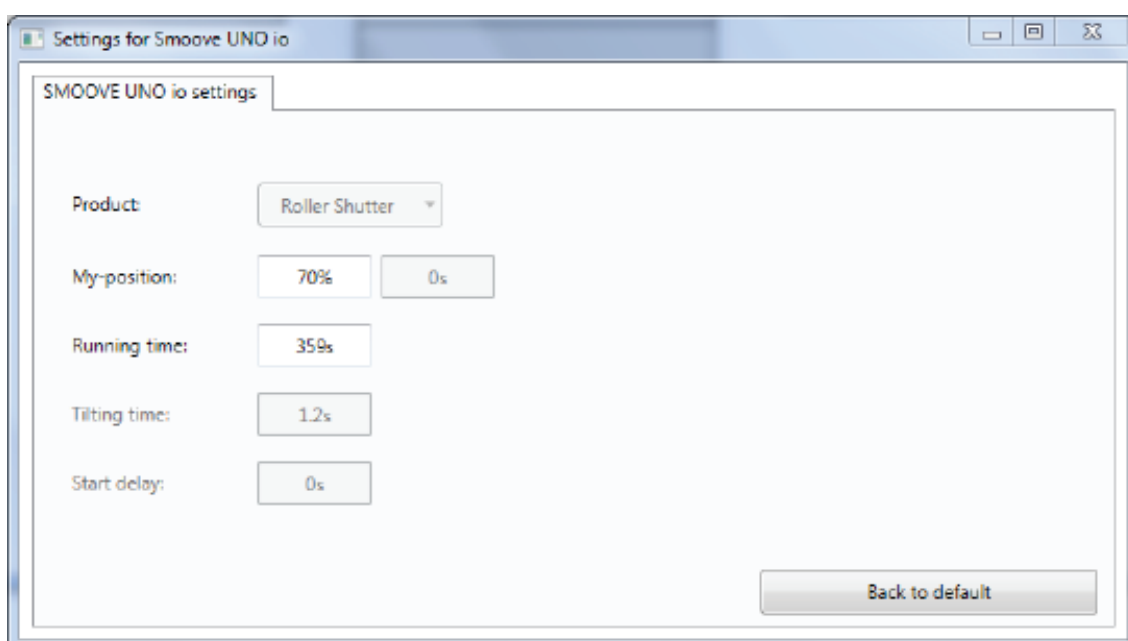 Settings for Smoove UNO io
SMOOVE UNO io settings
Product: Roller Shutter
My-position: 70% 0s
Running time: 359s
Tilting time: 1.2s
Start delay: 0s
Back to default